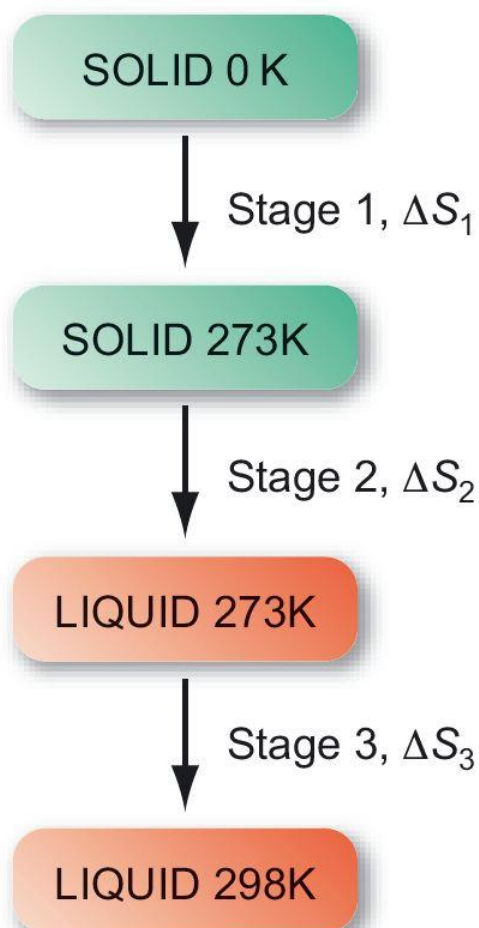 SOLID 0 K
Stage 1, ΔS₁
SOLID 273K
Stage 2, ΔS₂
LIQUID 273K
Stage 3, ΔS₃
LIQUID 298K